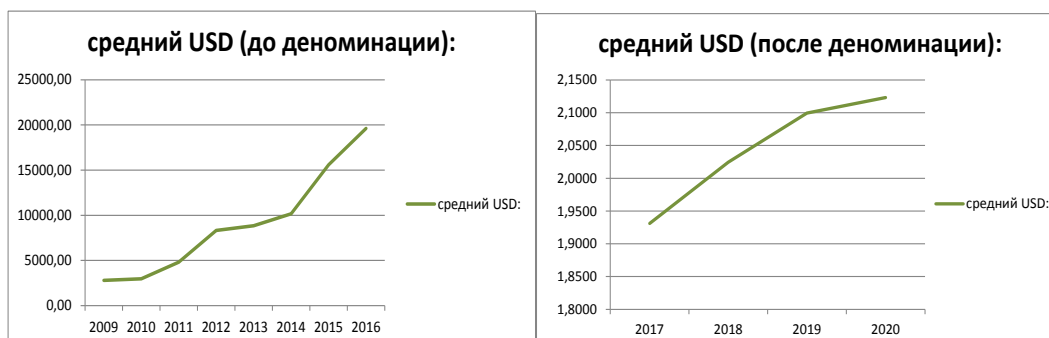 средний USD (до деноминации):
25000,00
20000,00
15000,00
10000,00
5000,00
0,00
2009 2010 2011 2012 2013 2014 2015 2016
средний USD:
средний USD (после деноминации):
2,1500
2,1000
2,0500
2,0000
1,9500
1,9000
1,8500
1,8000
2017 2018 2019 2020
средний USD: